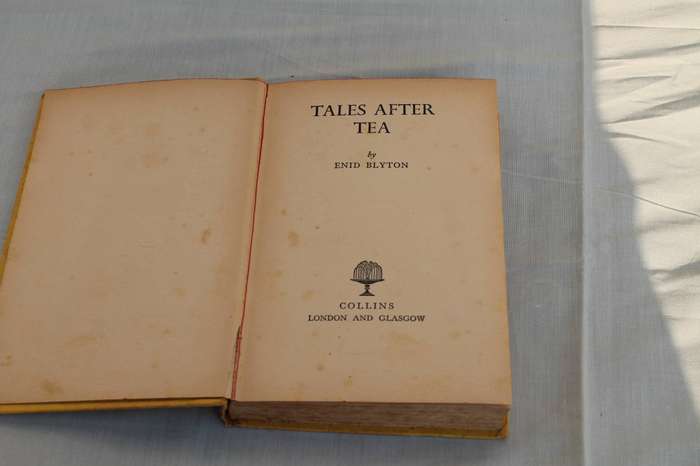 TALES AFTER
TEA
by
ENID BLYTON
COLLINS
LONDON AND GLASGOW